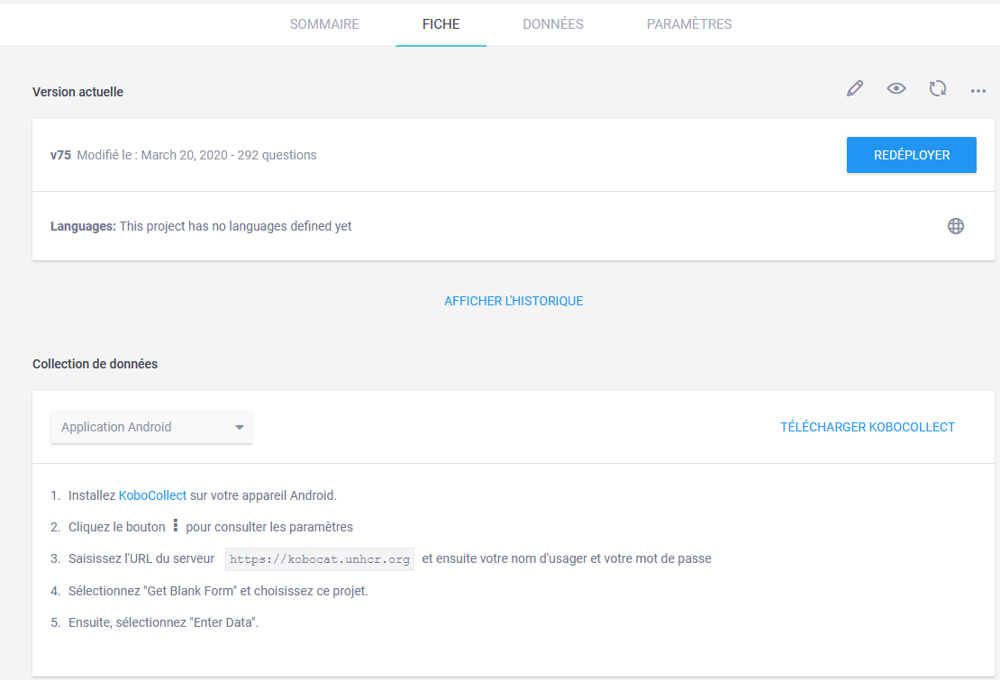 SOMMAIRE FICHE DONNÉES PARAMÈTRES
Version actuelle
v75 Modifié le : March 20, 2020 - 292 questions
REDÉPLOYER
Languages: This project has no languages defined yet
AFFICHER L'HISTORIQUE
Collection de données
Application Android
TÉLÉCHARGER KOBOCOLLECT
1. Installez KoboCollect sur votre appareil Android.
2. Cliquez le bouton pour consulter les paramètres
3. Saisissez l'URL du serveur https://kobocat.unhcr.org et ensuite votre nom d'usager et votre mot de passe
4. Sélectionnez "Get Blank Form" et choisissez ce projet.
5. Ensuite, sélectionnez "Enter Data".